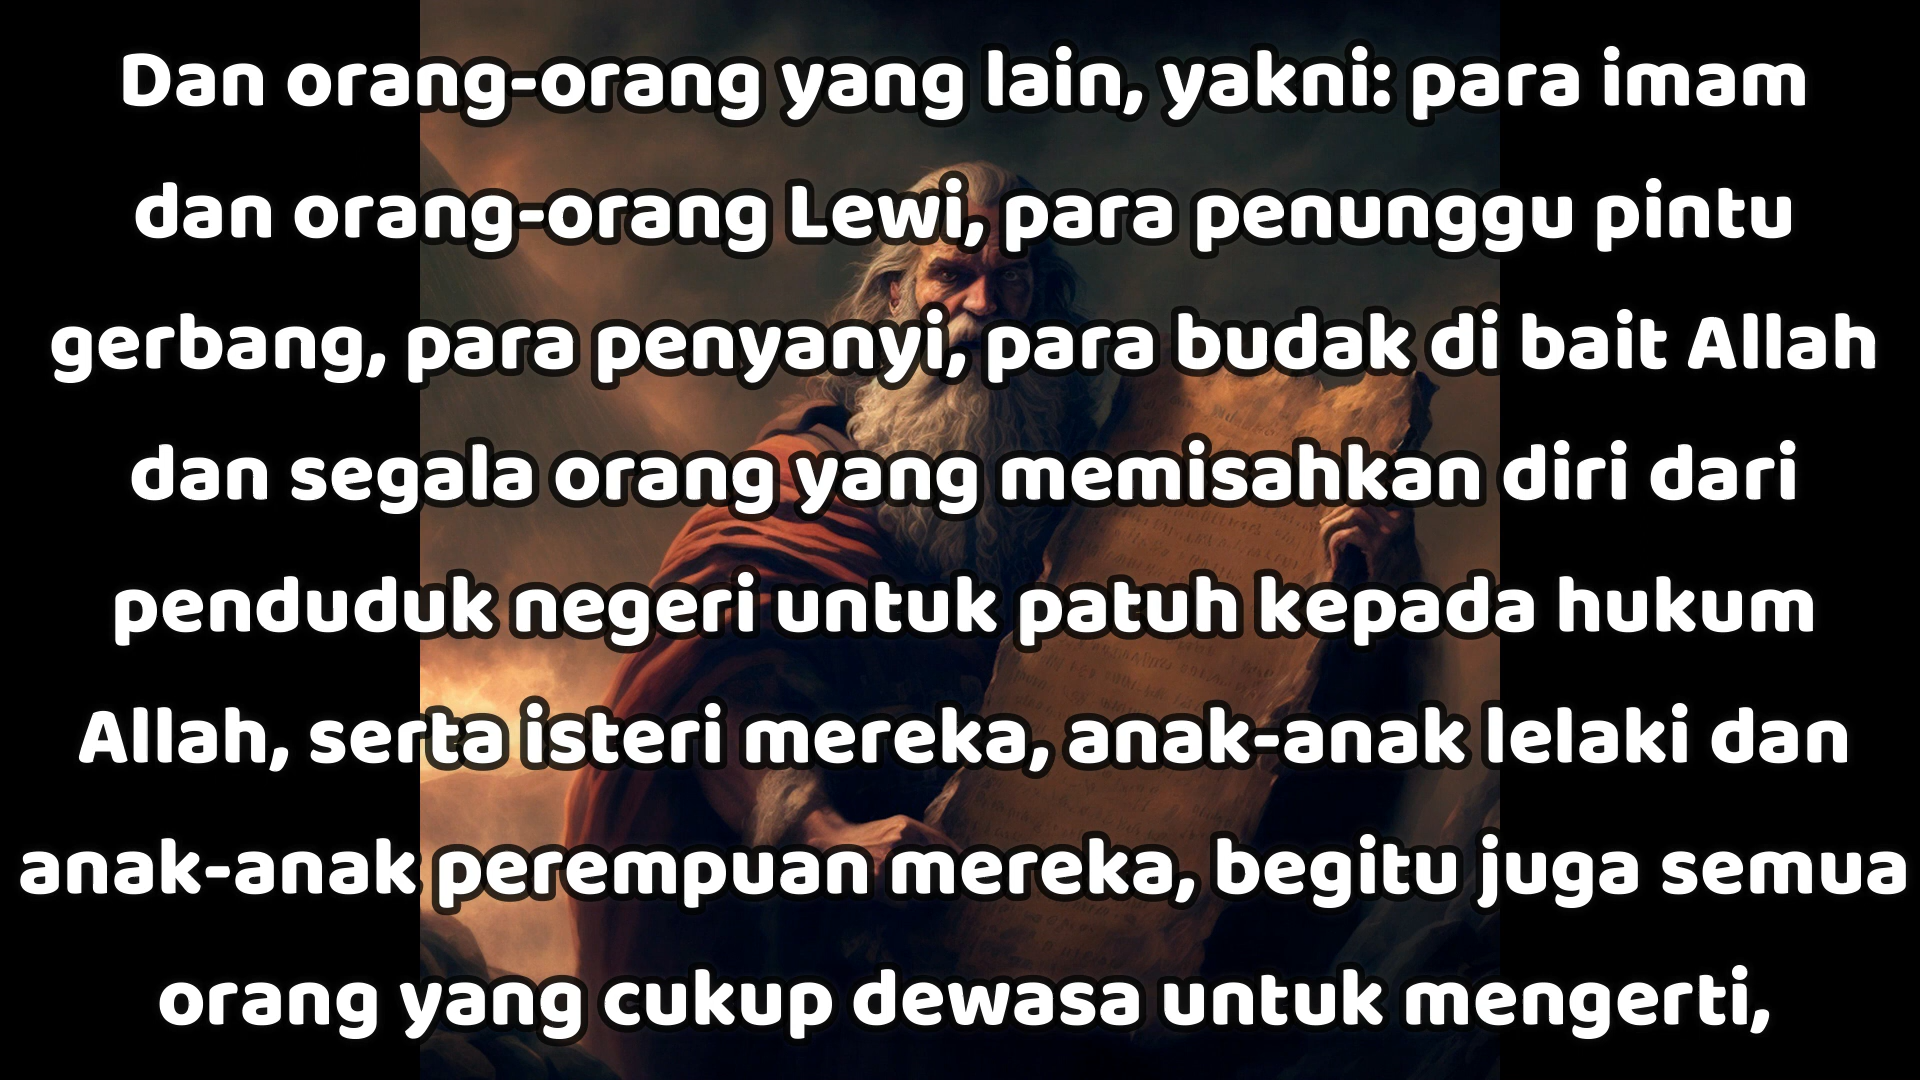 Dan orang-orang yang lain, yakni: para imam
dan orang-orang Lewi, para penunggu pintu
gerbang, para penyanyi, para budak di bait Allah
dan segala orang yang memisahkan diri dari
penduduk negeri untuk patuh kepada hukum
Allah, serta isteri mereka, anak-anak lelaki dan
anak-anak perempuan mereka, begitu juga semua
orang yang cukup dewasa untuk mengerti,